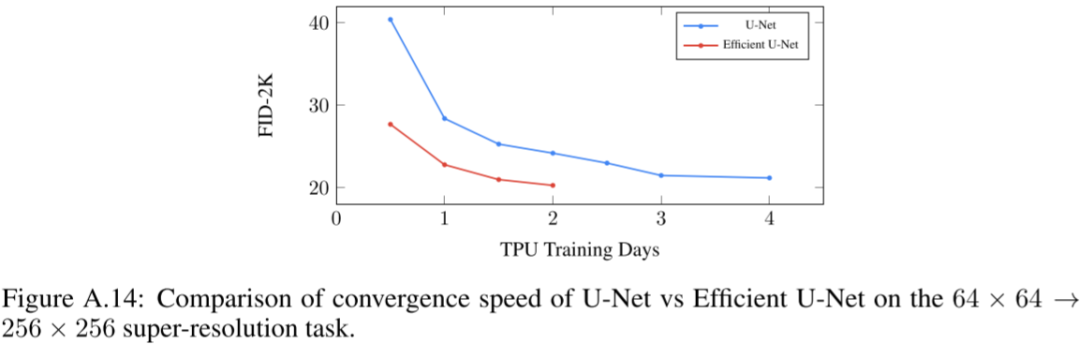 40
U-Net
Efficient U-Net
30
FID-2K
20
0 1 2 3 4
TPU Training Days
Figure A.14: Comparison of convergence speed of U-Net vs Efficient U-Net on the 64 × 64 →
256 × 256 super-resolution task.